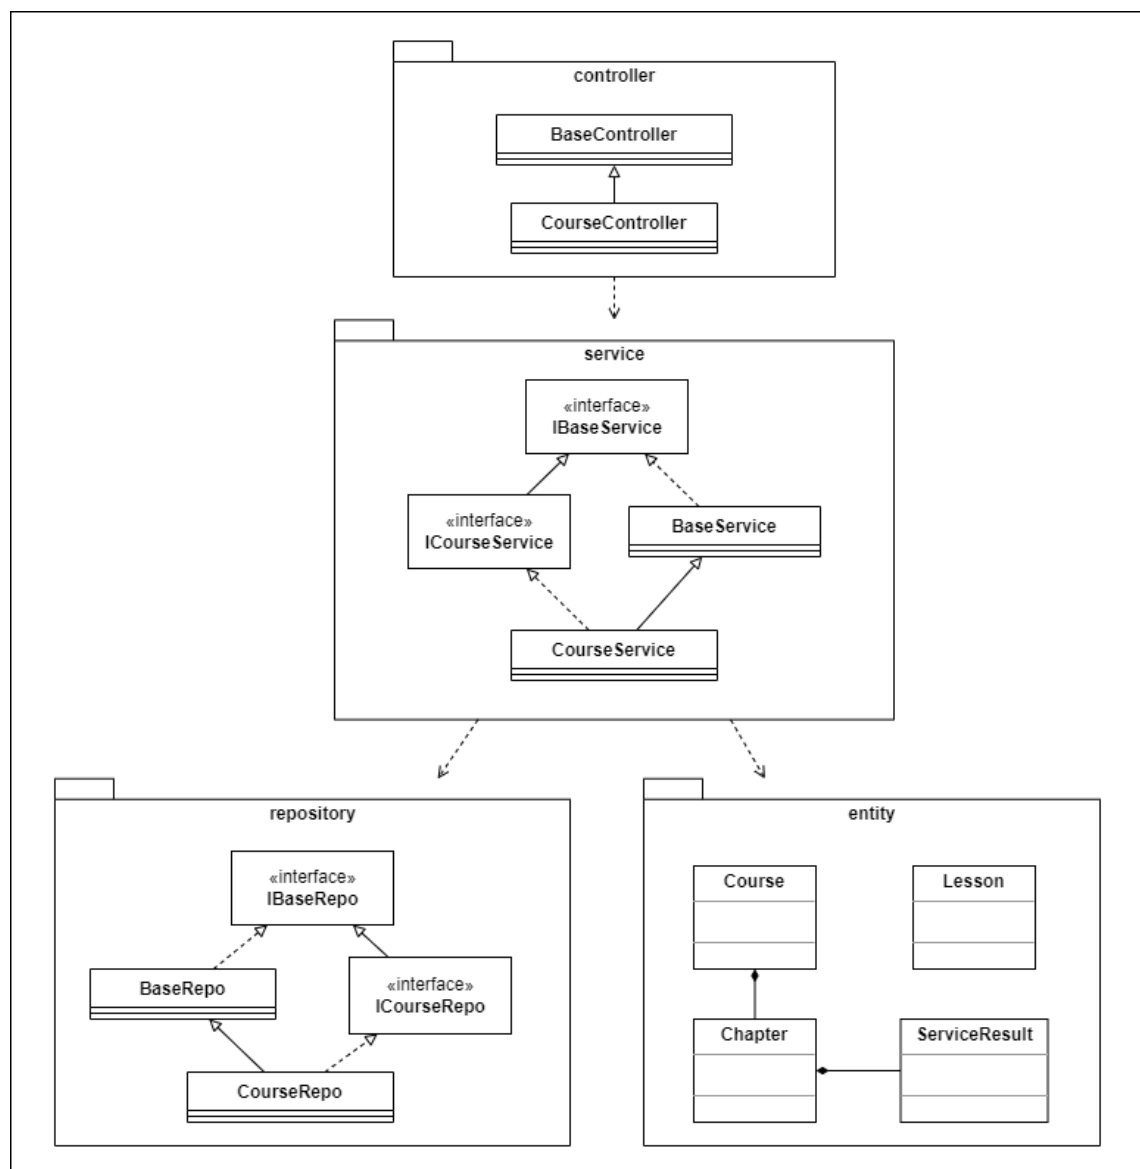 controller
BaseController
CourseController
service
«interface»
IBaseService
«interface»
ICourseService
BaseService
CourseService
repository
«interface»
IBaseRepo
BaseRepo
«interface»
ICourseRepo
CourseRepo
entity
Course
Lesson
Chapter
ServiceResult